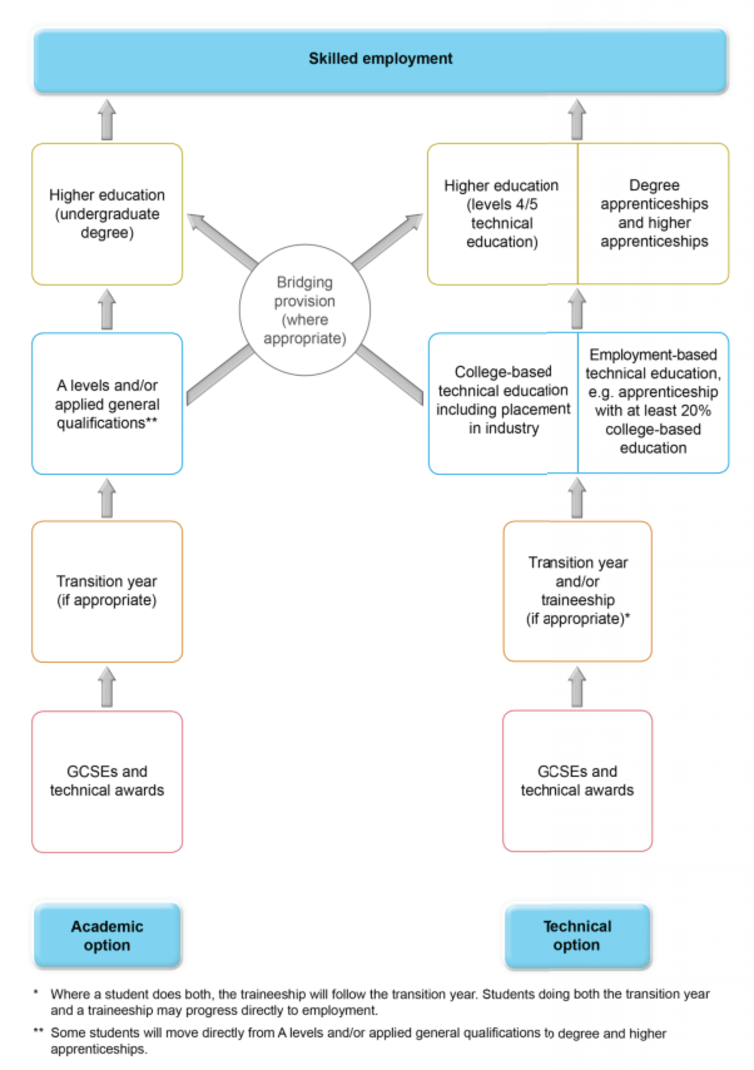 Skilled employment
Higher education
(undergraduate
degree)
Higher education
(levels 4/5
technical
education)
Degree
apprenticeships
and higher
apprenticeships
Bridging
provision
(where
appropriate)
A levels and/or
applied general
qualifications**
College-based
technical education
including placement
in industry
Employment-based
technical education,
e.g. apprenticeship
with at least 20%
college-based
education
Transition year
(if appropriate)
Transition year
and/or
traineeship
(if appropriate)*
GCSEs and
technical awards
GCSEs and
technical awards
Academic
option
Technical
option
* Where a student does both, the traineeship will follow the transition year. Students doing both the transition year
and a traineeship may progress directly to employment.
** Some students will move directly from A levels and/or applied general qualifications to degree and higher
apprenticeships.